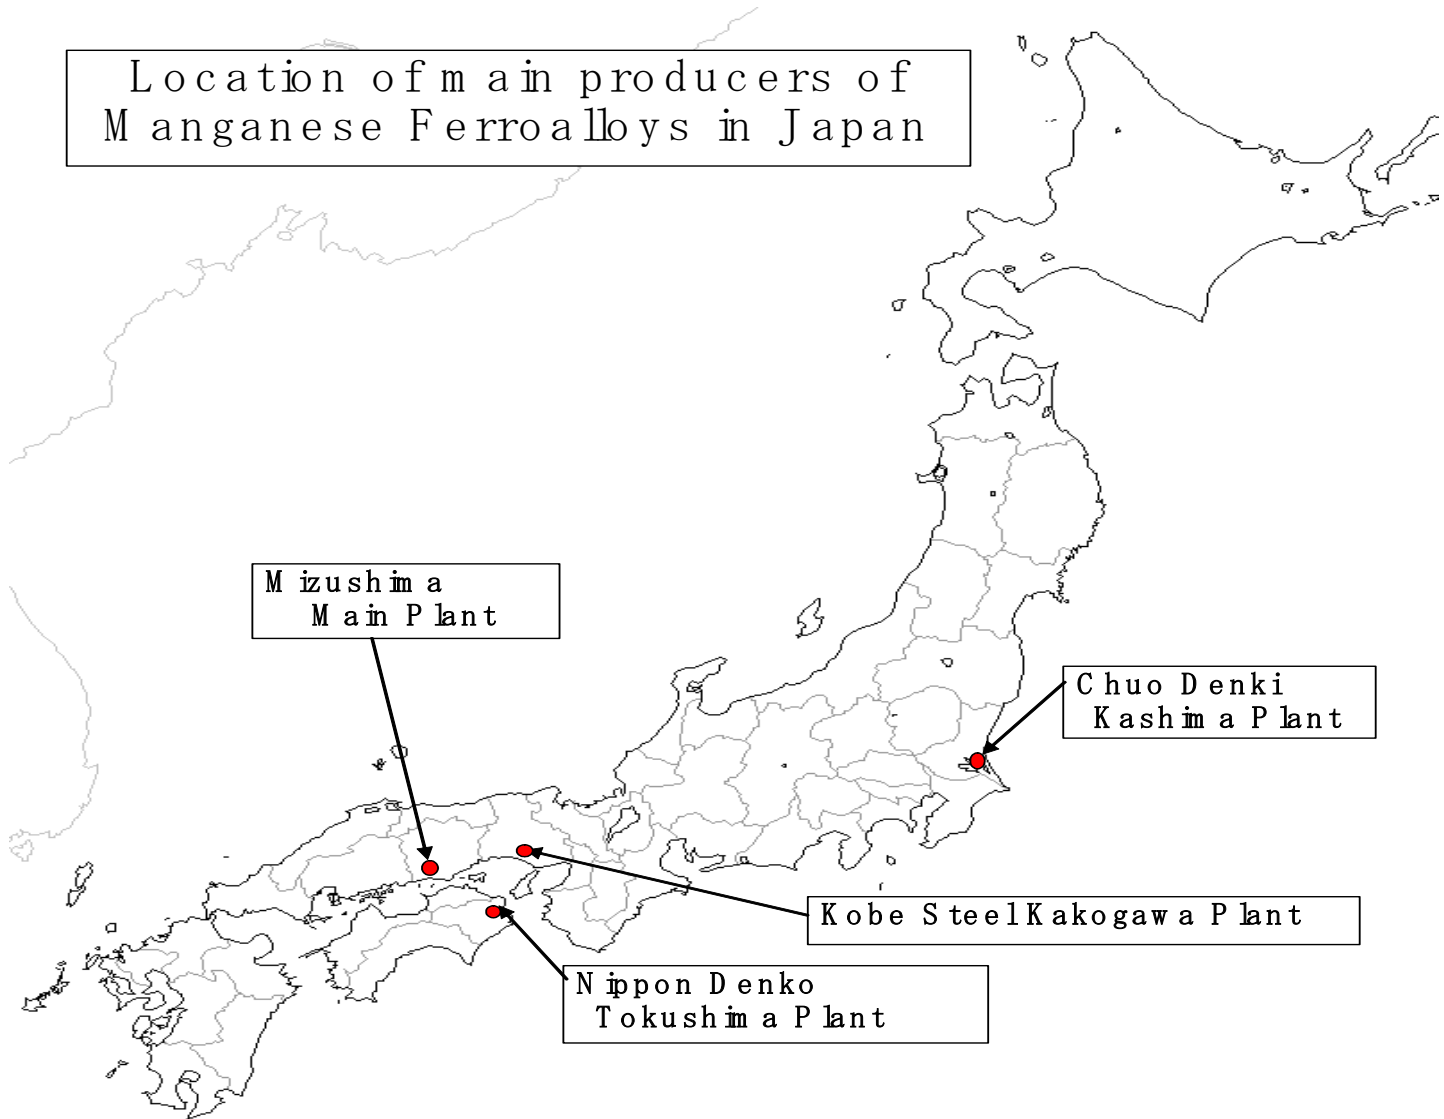 Location of main producers of
Manganese Ferroalloys in Japan
Mizushima
Main Plant
Chuo Denki
Kashima Plant
Kobe Steel Kakogawa Plant
Nippon Denko
Tokushima Plant